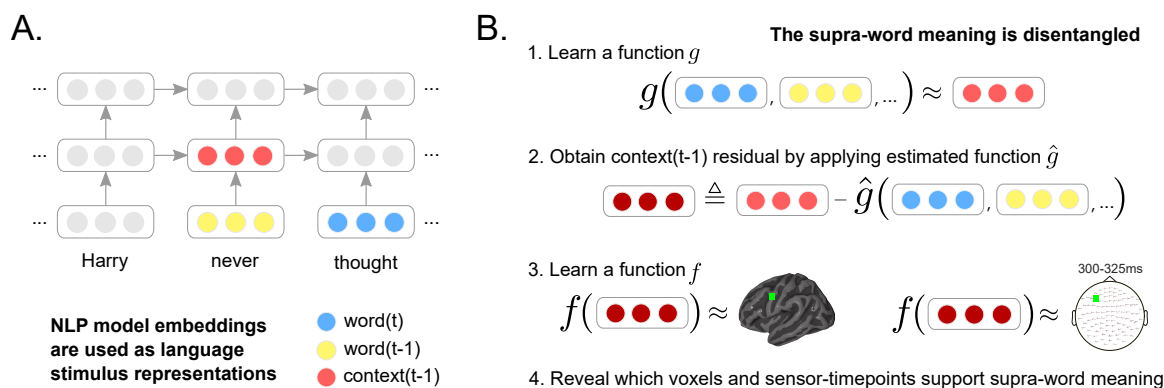 A.
... ...
... ...
... ...
Harry never thought
NLP model embeddings
are used as language
stimulus representations
word(t)
word(t-1)
context(t-1)
B.
The supra-word meaning is disentangled
1. Learn a function g
g( , , ...) ≈
2. Obtain context(t-1) residual by applying estimated function ĝ
≜ – ĝ( , , ...)
3. Learn a function f
300-325ms
f( ) ≈ f( ) ≈
4. Reveal which voxels and sensor-timepoints support supra-word meaning